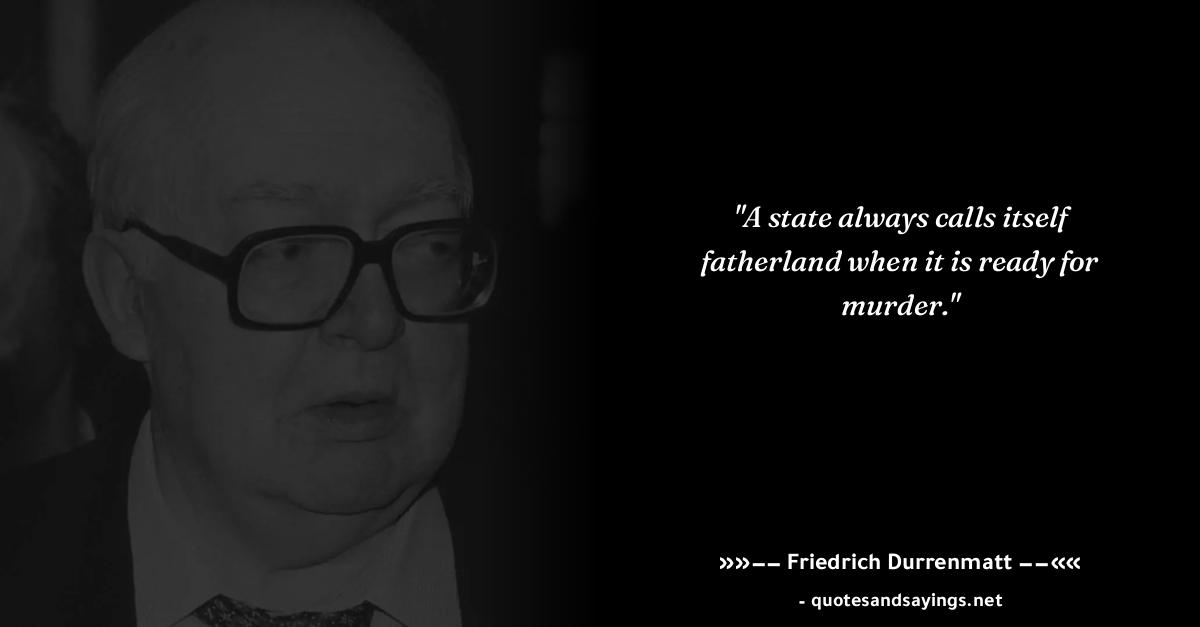 "A state always calls itself
fatherland when it is ready for
murder."
»»−− Friedrich Durrenmatt −−««
- quotesandsayings.net